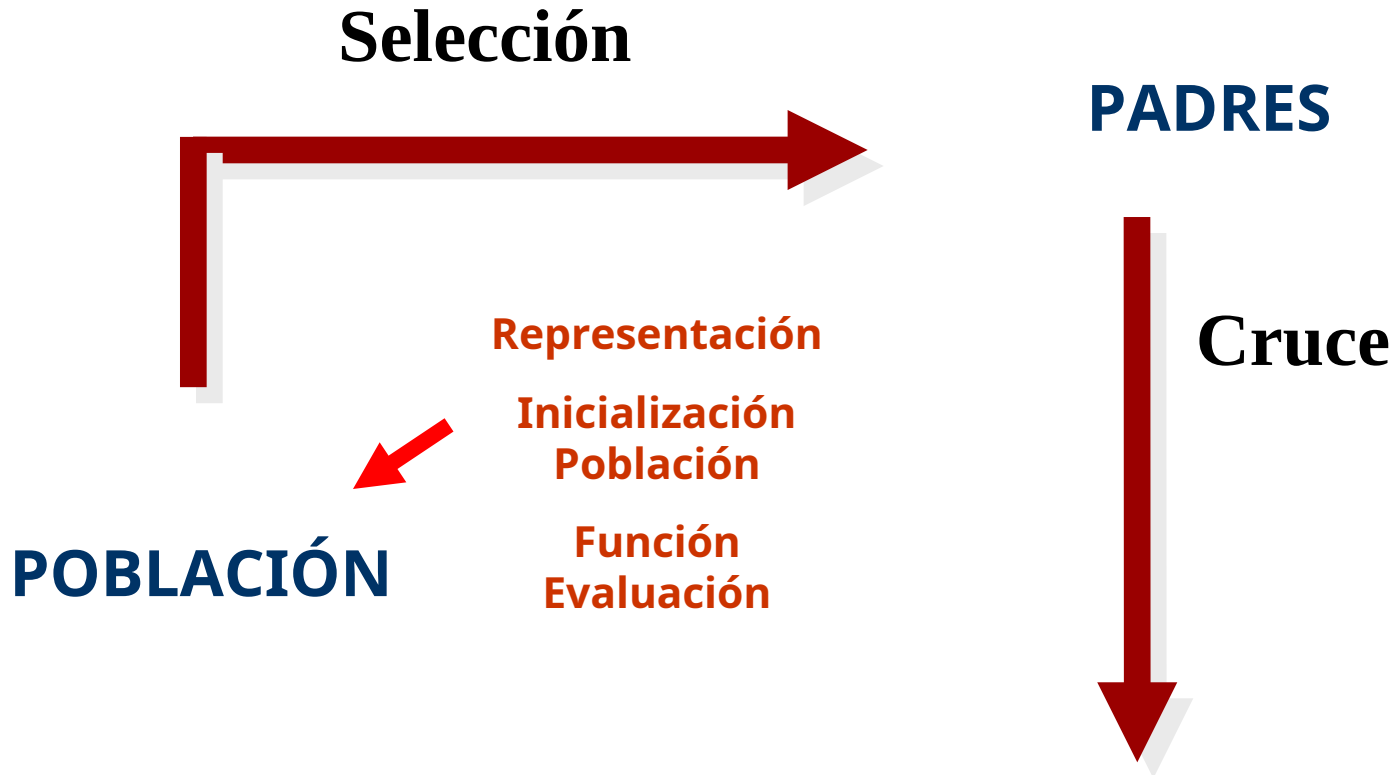 Selección
PADRES
Representación
Cruce
Inicialización
Población
Función
POBLACIÓN
Evaluación